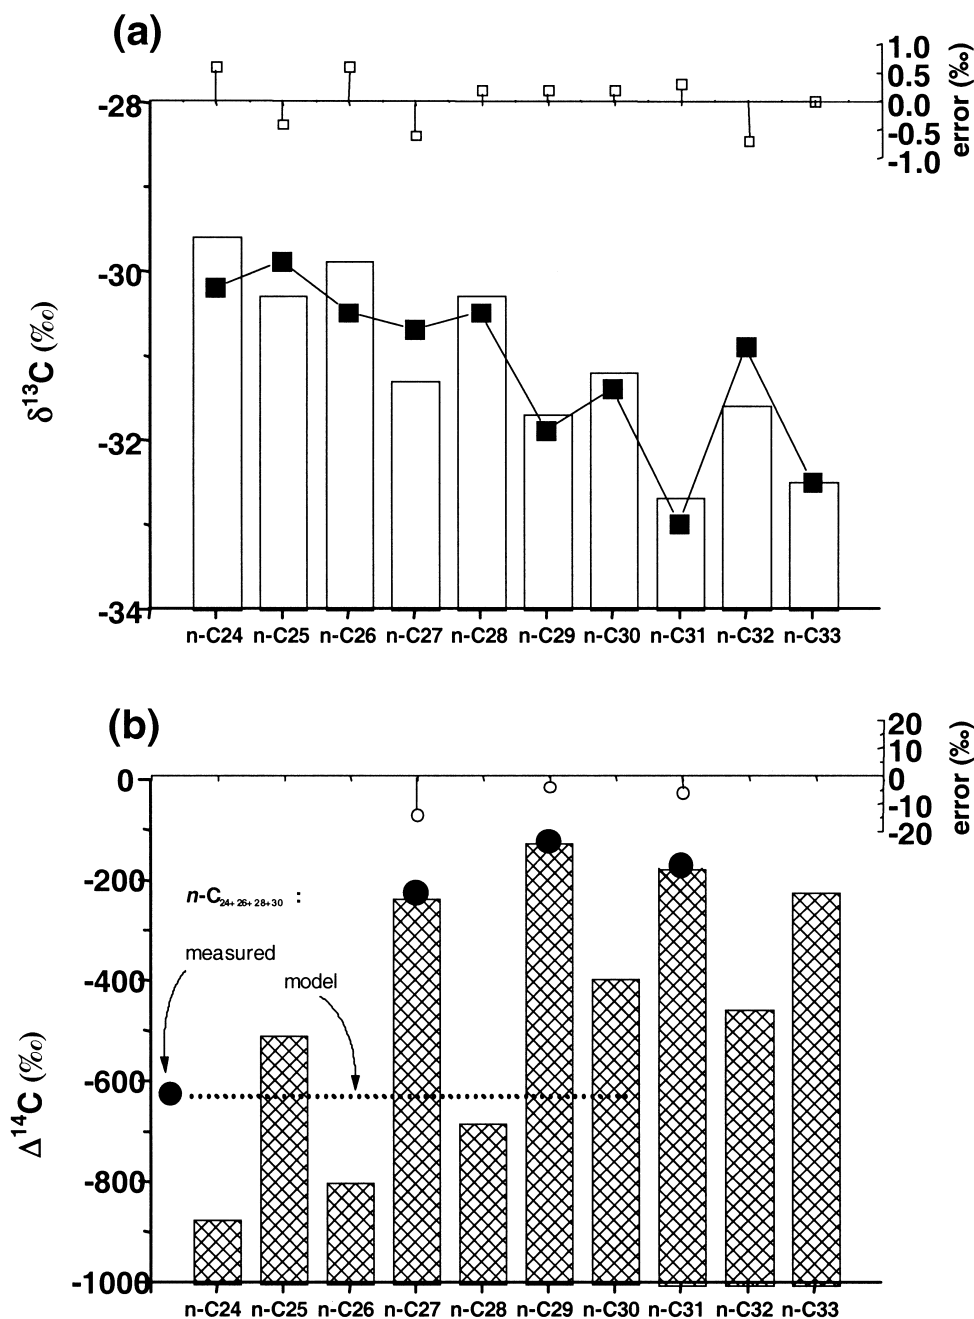 (a)
1.0
0.5
0.0
-0.5
-1.0
error (‰)
-28
-30
-32
-34
δ¹³C (‰)
n-C24 n-C25 n-C26 n-C27 n-C28 n-C29 n-C30 n-C31 n-C32 n-C33
(b)
20
10
0
-10
-20
error (‰)
0
-200
-400
-600
-800
-1000
Δ¹⁴C (‰)
n-C₂₄₊₂₆₊₂₈₊₃₀ :
measured
model
n-C24 n-C25 n-C26 n-C27 n-C28 n-C29 n-C30 n-C31 n-C32 n-C33